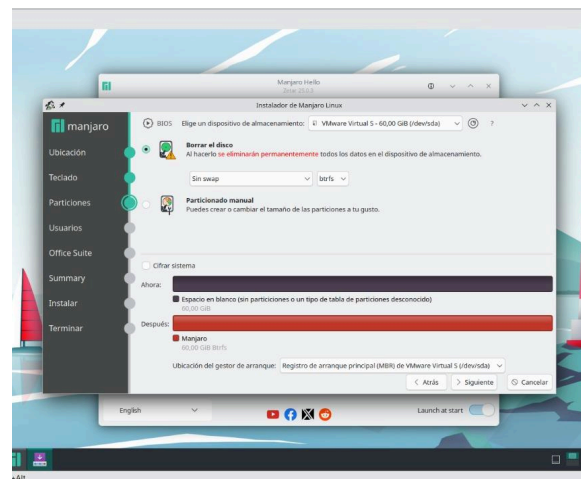 Manjaro Hello
Instalador de Manjaro Linux
manjaro
Ubicación
Teclado
Particiones
Usuarios
Office Suite
Summary
Instalar
Terminar
BIOS Elige un dispositivo de almacenamiento: VMware Virtual S - 60,00 GiB (/dev/sda) ?
Borrar el disco
Al hacerlo se eliminarán permanentemente todos los datos en el dispositivo de almacenamiento.
Sin swap btrfs
Particionado manual
Puedes crear o cambiar el tamaño de las particiones a tu gusto.
Cifrar sistema
Ahora:
Espacio en blanco (sin particiciones o un tipo de tabla de particiones desconocido)
60,00 GiB
Después:
Manjaro
60,00 GiB Btrfs
Ubicación del gestor de arranque: Registro de arranque principal (MBR) de VMware Virtual S (/dev/sda)
Atrás Siguiente Cancelar
English Launch at start
+Alt